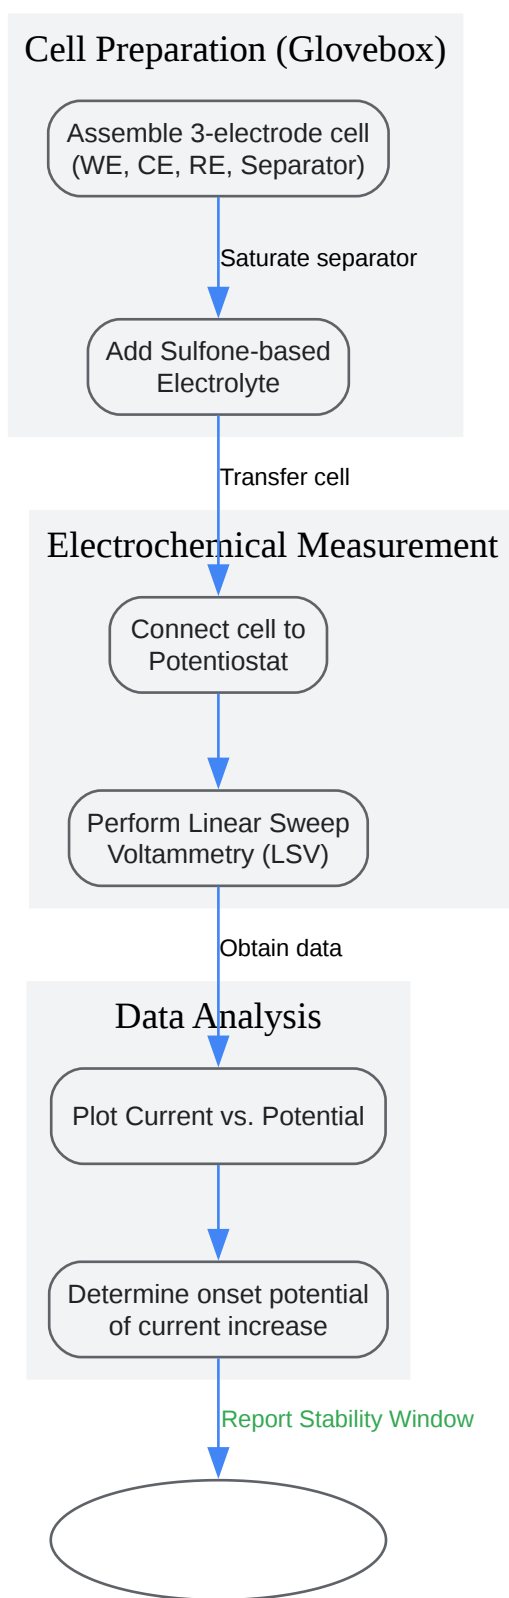 Cell Preparation (Glovebox)
Assemble 3-electrode cell
(WE, CE, RE, Separator)
Saturate separator
Add Sulfone-based
Electrolyte
Transfer cell
Electrochemical Measurement
Connect cell to
Potentiostat
Perform Linear Sweep
Voltammetry (LSV)
Obtain data
Data Analysis
Plot Current vs. Potential
Determine onset potential
of current increase
Report Stability Window